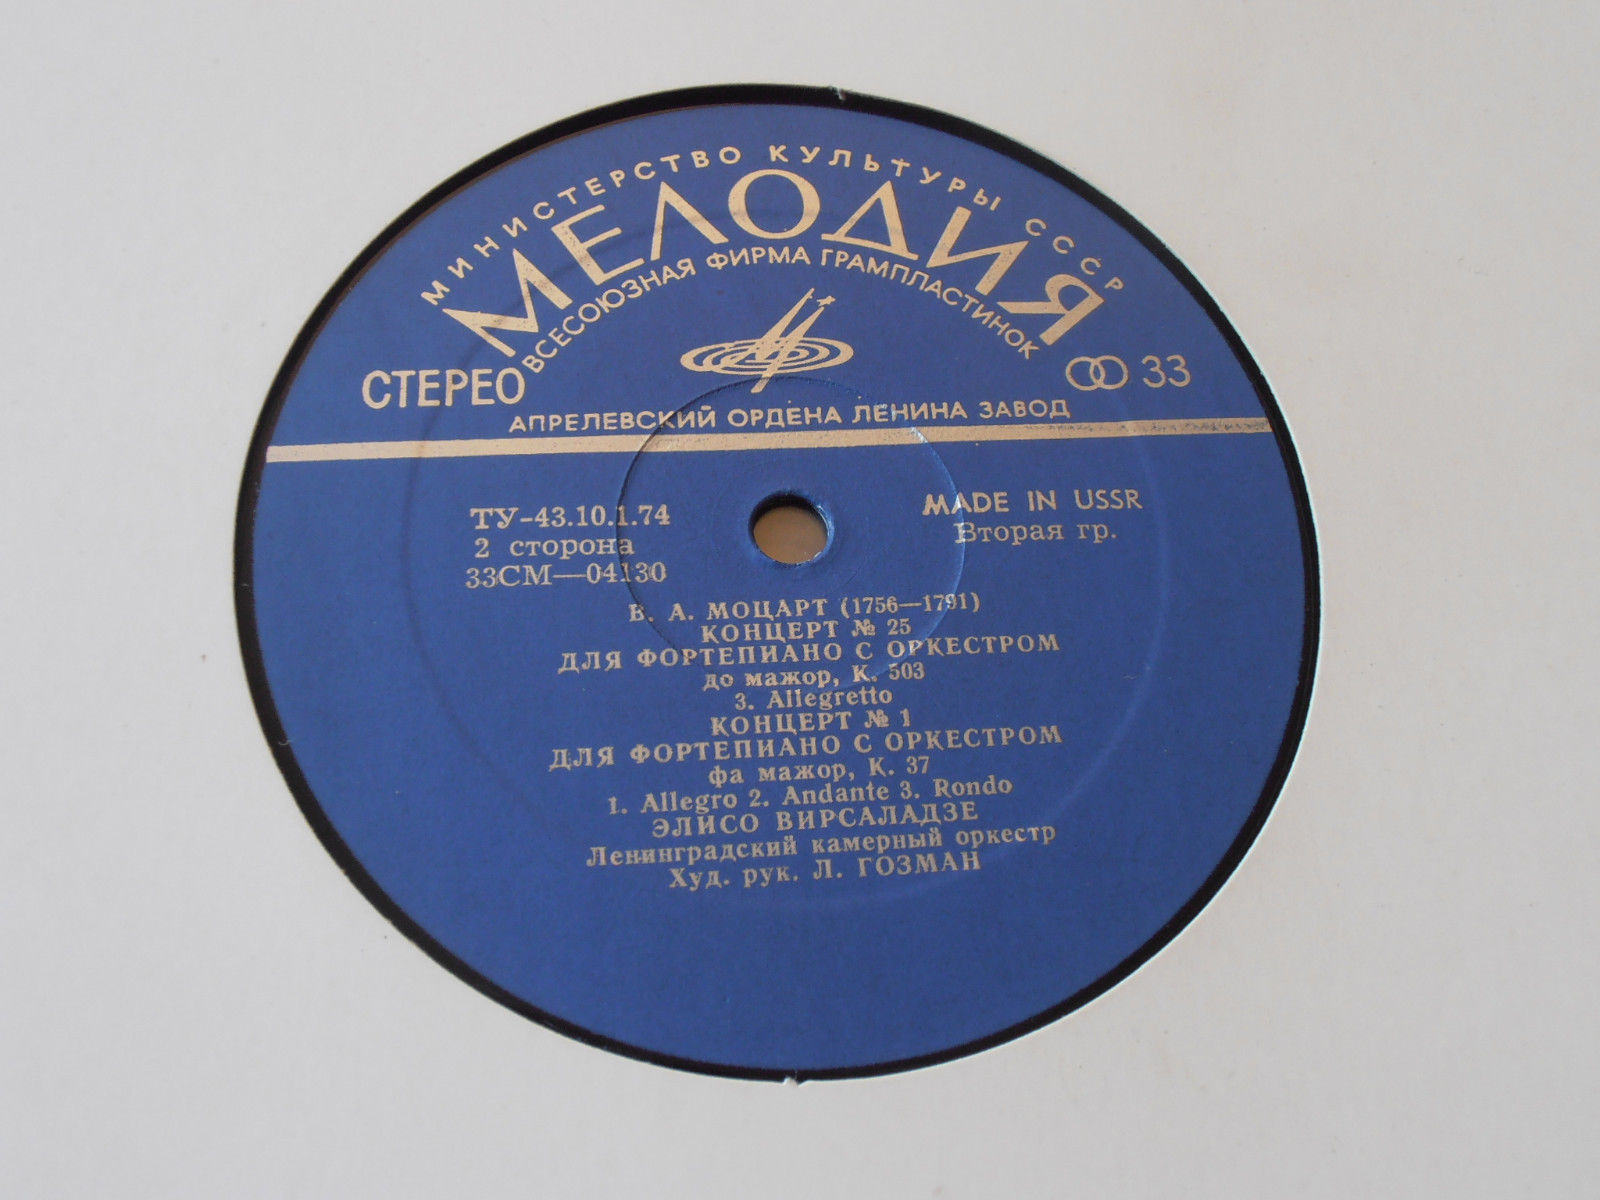 МИНИСТЕРСТВО КУЛЬТУРЫ СССР
МЕЛОДИЯ
ВСЕСОЮЗНАЯ ФИРМА ГРАМПЛАСТИНОК
СТЕРЕО
33
АПРЕЛЕВСКИЙ ОРДЕНА ЛЕНИНА ЗАВОД
ТУ-43.10.1.74
2 сторона
33СМ—04130
MADE IN USSR
Вторая гр.
В. А. МОЦАРТ (1756—1791)
КОНЦЕРТ № 25
ДЛЯ ФОРТЕПИАНО С ОРКЕСТРОМ
до мажор, К. 503
3. Allegretto
КОНЦЕРТ № 1
ДЛЯ ФОРТЕПИАНО С ОРКЕСТРОМ
фа мажор, К. 37
1. Allegro 2. Andante 3. Rondo
ЭЛИСО ВИРСАЛАДЗЕ
Ленинградский камерный оркестр
Худ. рук. Л. ГОЗМАН